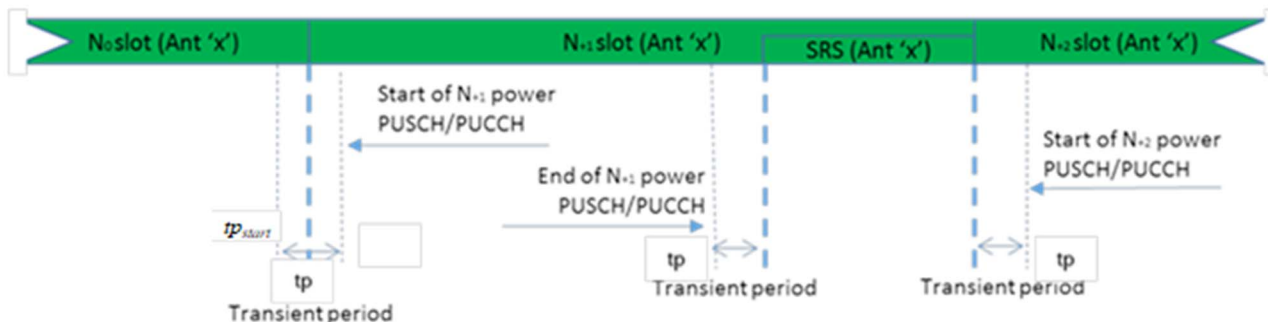 N₀ slot (Ant ‘x’)
N₊₁ slot (Ant ‘x’)
SRS (Ant ‘x’)
N₊₂ slot (Ant ‘x’)
Start of N₊₁ power
PUSCH/PUCCH
Start of N₊₂ power
PUSCH/PUCCH
End of N₊₁ power
PUSCH/PUCCH
tp_start
tp
tp
tp
Transient period
Transient period
Transient period